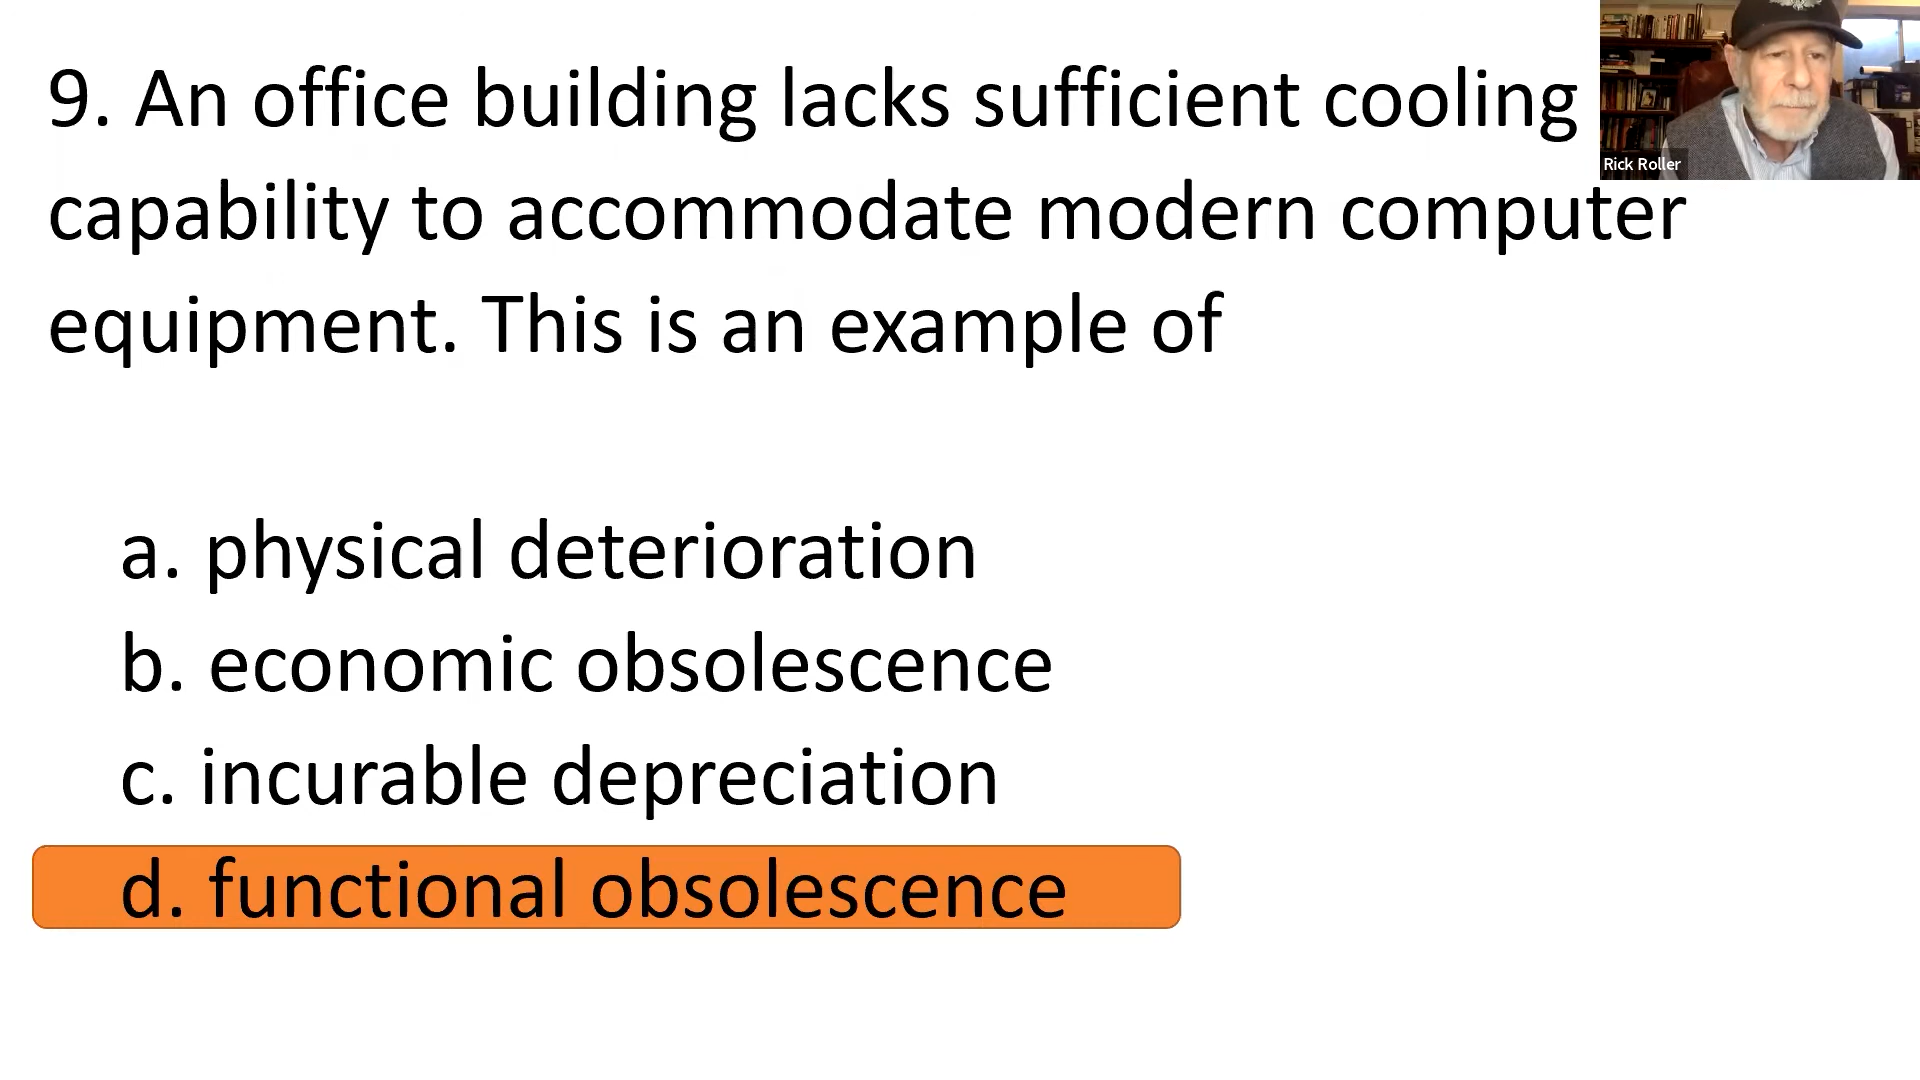 9. An office building lacks sufficient cooling
capability to accommodate modern computer
equipment. This is an example of
a. physical deterioration
b. economic obsolescence
c. incurable depreciation
d. functional obsolescence
Rick Roller